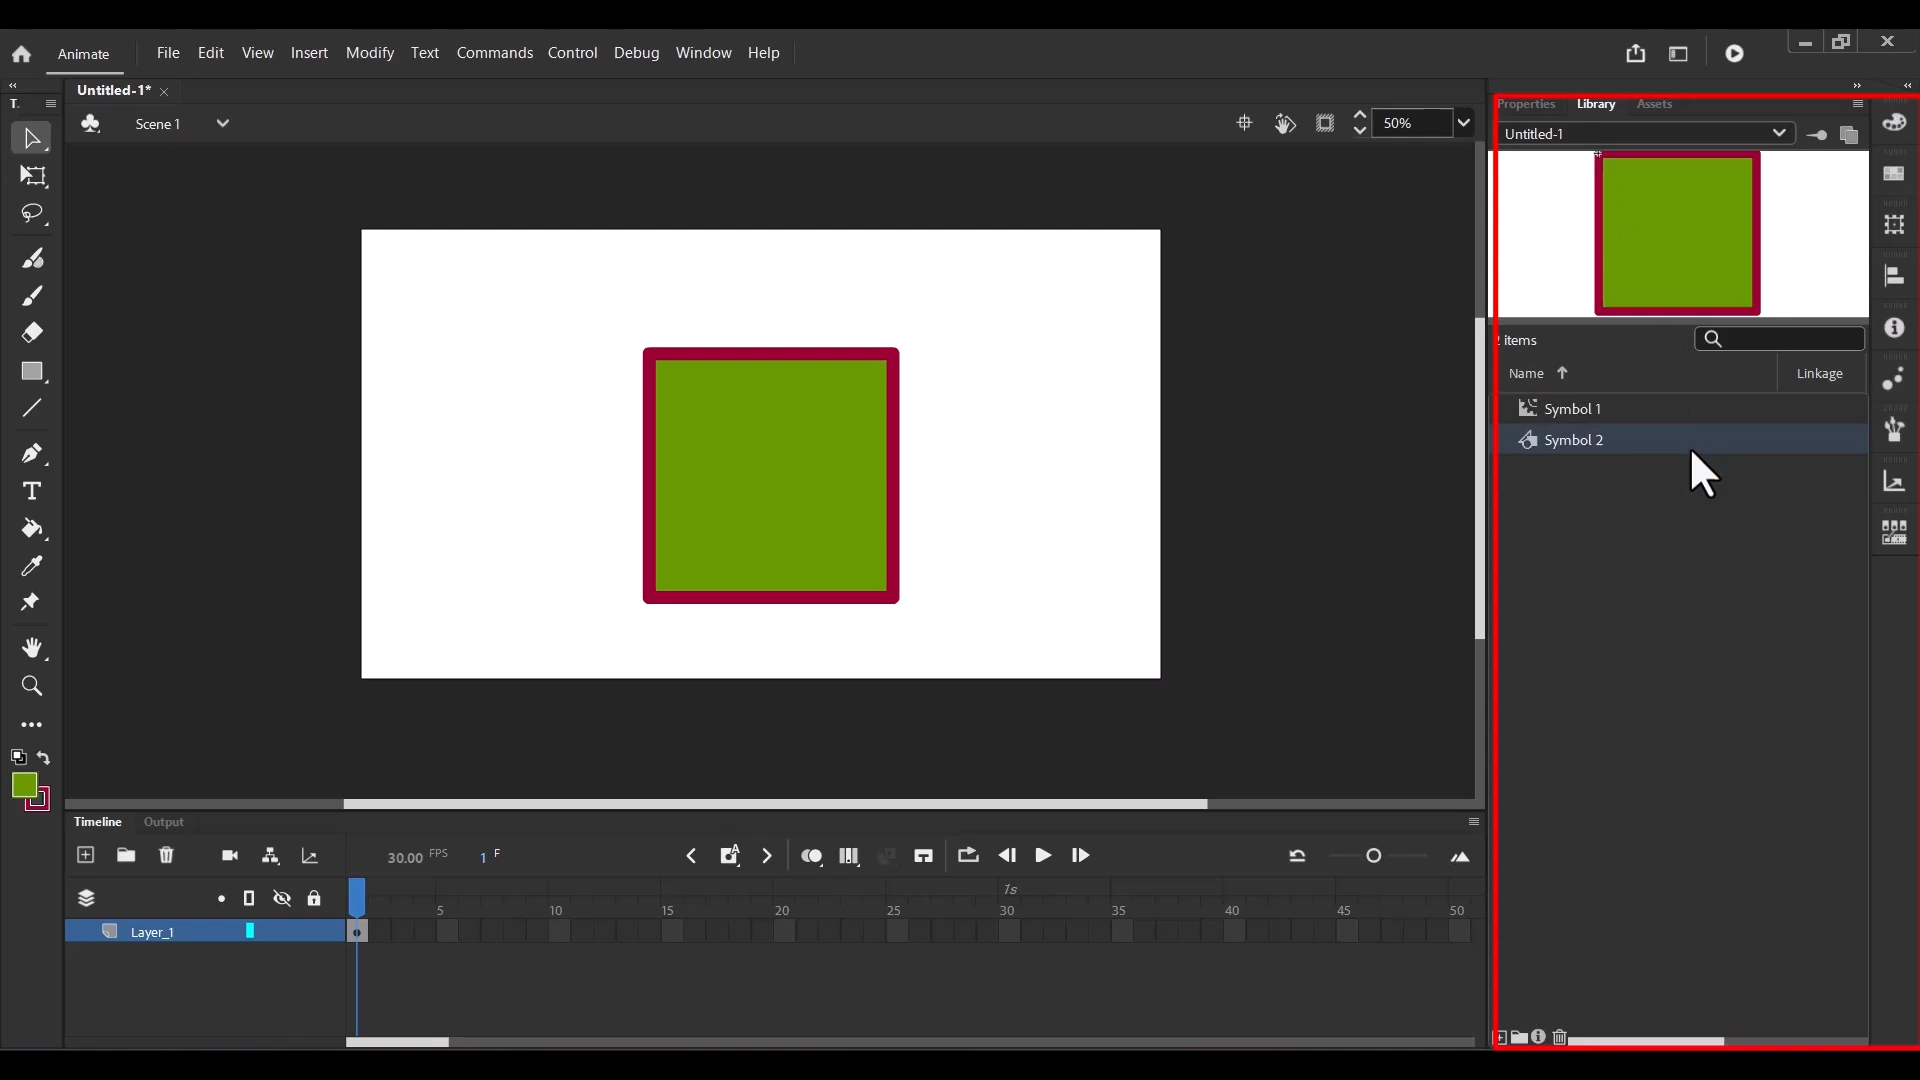 Animate File Edit View Insert Modify Text Commands Control Debug Window Help
Untitled-1*
T.
Properties Library Assets
Scene 1
50%
Untitled-1
items
Name
Linkage
Symbol 1
Symbol 2
Timeline Output
30.00 FPS 1 F
1s
5 10 15 20 25 30 35 40 45 50
Layer_1